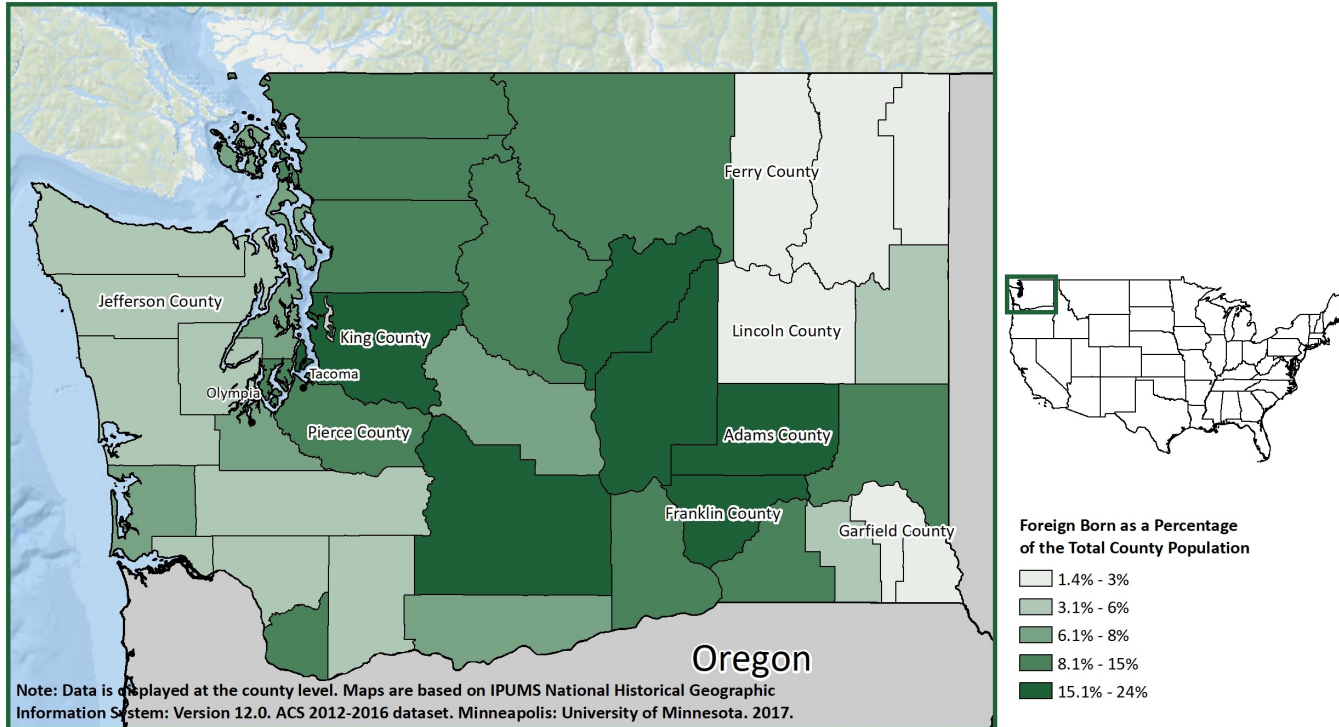 Ferry County
Jefferson County
King County
Lincoln County
Tacoma
Olympia
Pierce County
Adams County
Franklin County
Garfield County
Oregon
Note: Data is displayed at the county level. Maps are based on IPUMS National Historical Geographic
Information System: Version 12.0. ACS 2012-2016 dataset. Minneapolis: University of Minnesota. 2017.
Foreign Born as a Percentage
of the Total County Population
1.4% - 3%
3.1% - 6%
6.1% - 8%
8.1% - 15%
15.1% - 24%